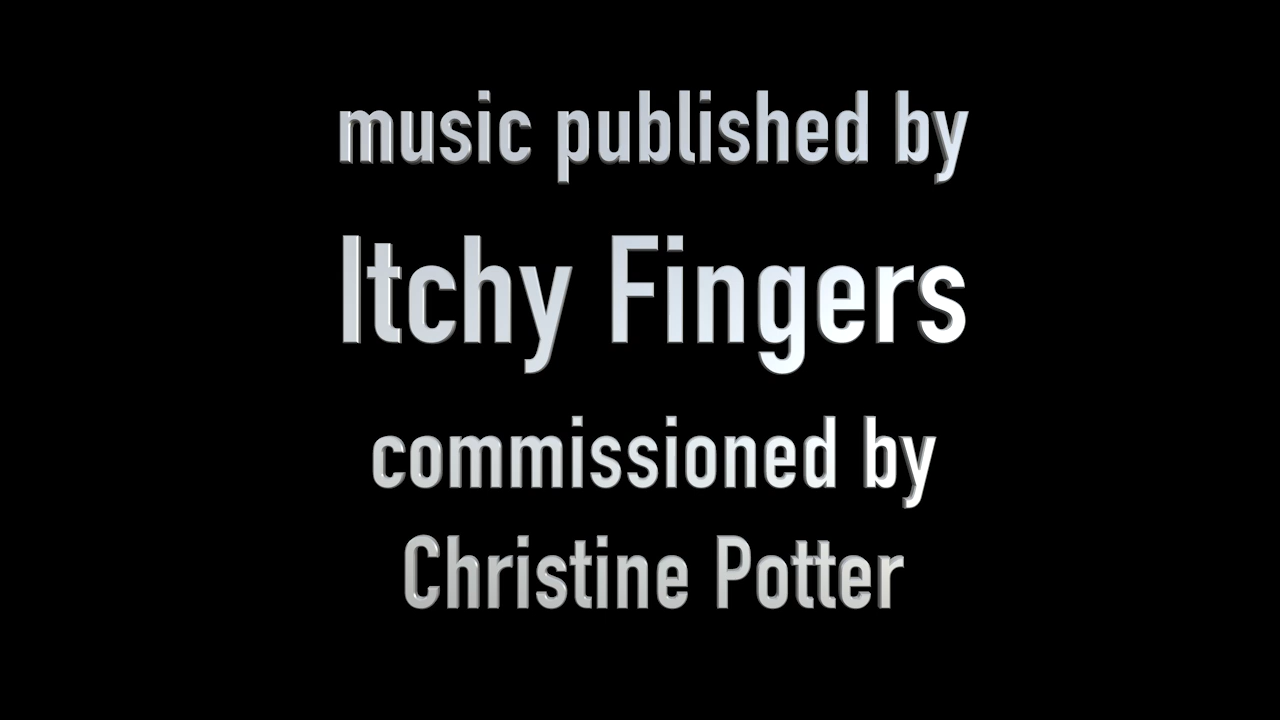 music published by
Itchy Fingers
commissioned by
Christine Potter